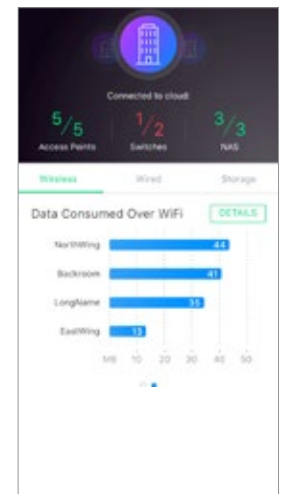 Connected to cloud
5/5 1/2 3/3
Access Points Switches NAS
Wireless Wired Storage
Data Consumed Over WiFi DETAILS
NorthWing 44
Backroom 41
LongName 35
EastWing 13
MB 10 20 30 40 50